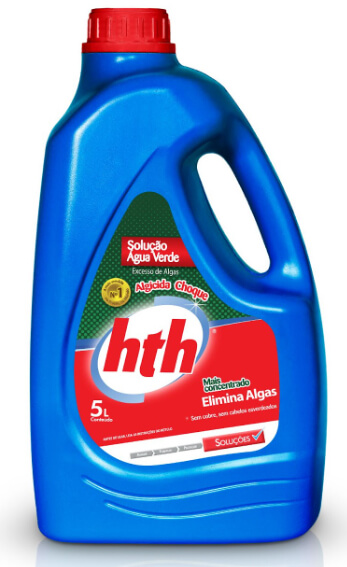 Solução
Água Verde
Excesso de Algas
Algicida Choque
Nº1
hth
Mais
concentrado
Elimina Algas
Sem cobre, sem cabelos esverdeados
5 L
Conteúdo
SOLUÇÕES